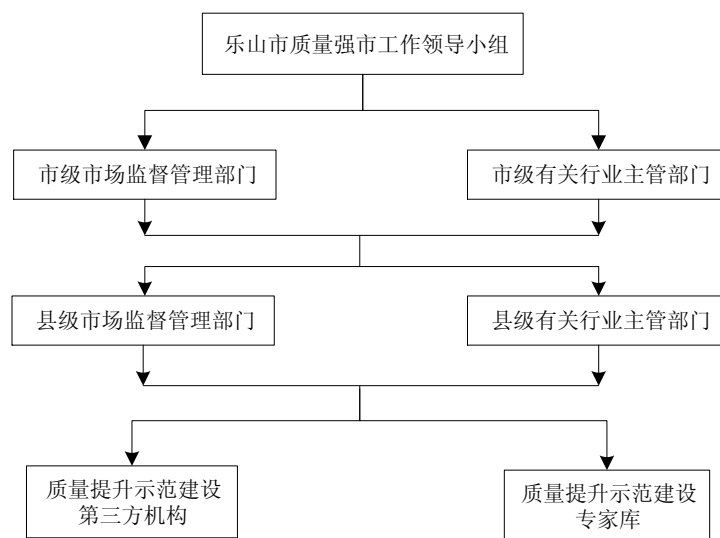 乐山市质量强市工作领导小组
市级市场监督管理部门
市级有关行业主管部门
县级市场监督管理部门
县级有关行业主管部门
质量提升示范建设
第三方机构
质量提升示范建设
专家库